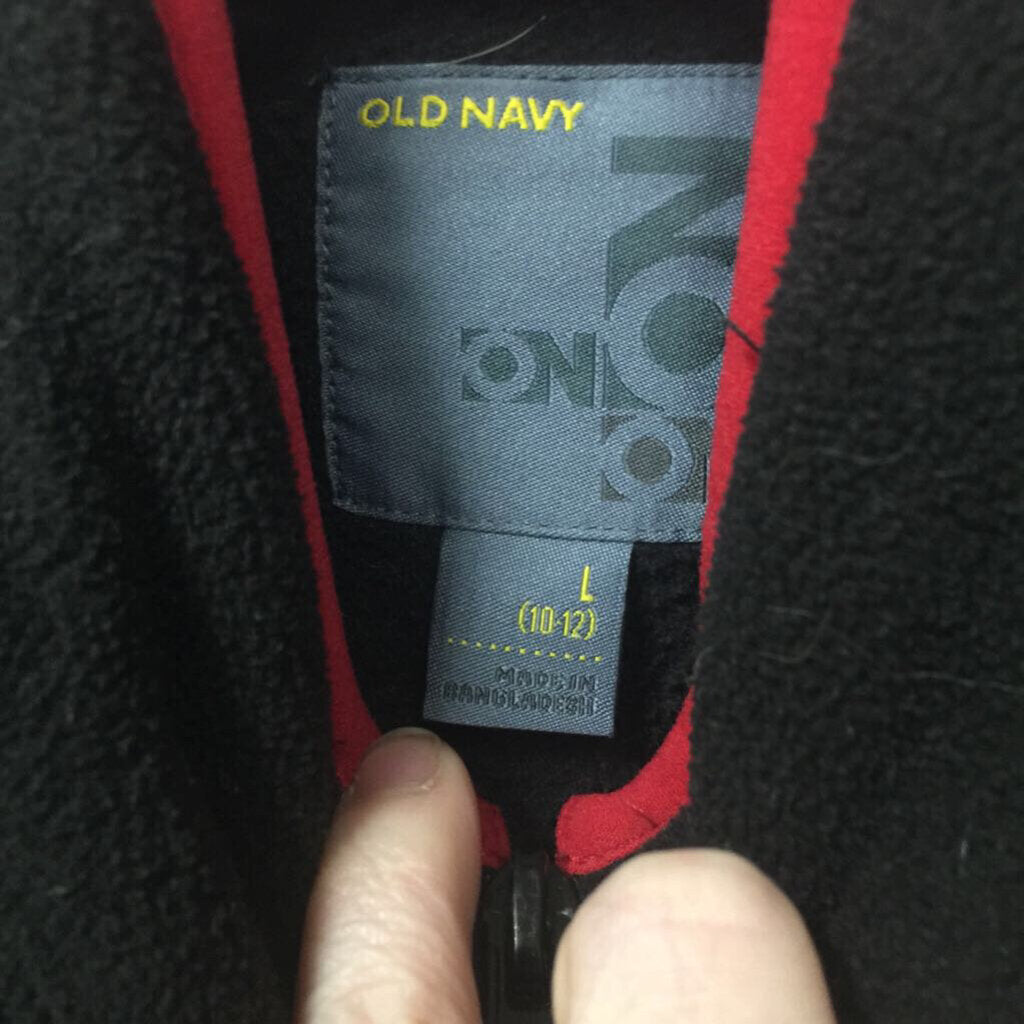 OLD NAVY
ON
L
(10-12)
MADE IN
BANGLADESH